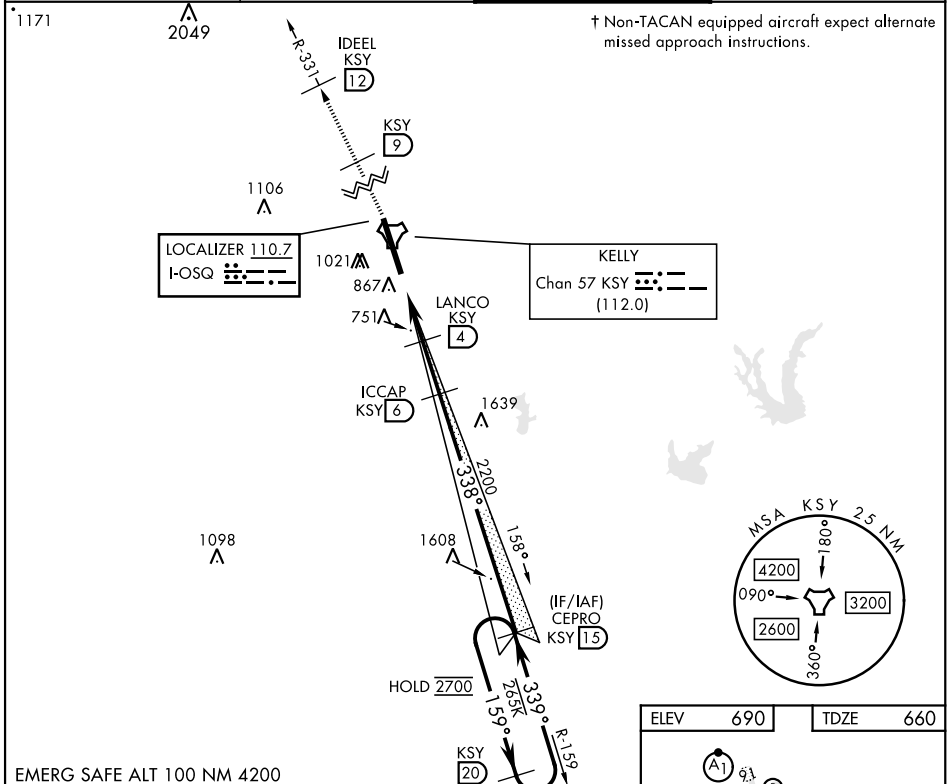 1171
2049
† Non-TACAN equipped aircraft expect alternate
missed approach instructions.
R-331
IDEEL
KSY
12
KSY
9
1106
LOCALIZER 110.7
I-OSQ
1021
867
751
KELLY
Chan 57 KSY
(112.0)
LANCO
KSY
4
ICCAP
KSY 6
1639
2200
338°
158°
1098
1608
(IF/IAF)
CEPRO
KSY 15
HOLD 2700
159°
265K
339°
R-159
KSY
20
MSA KSY 25 NM
180°
4200
090°
3200
2600
360°
ELEV 690
TDZE 660
A1
EMERG SAFE ALT 100 NM 4200